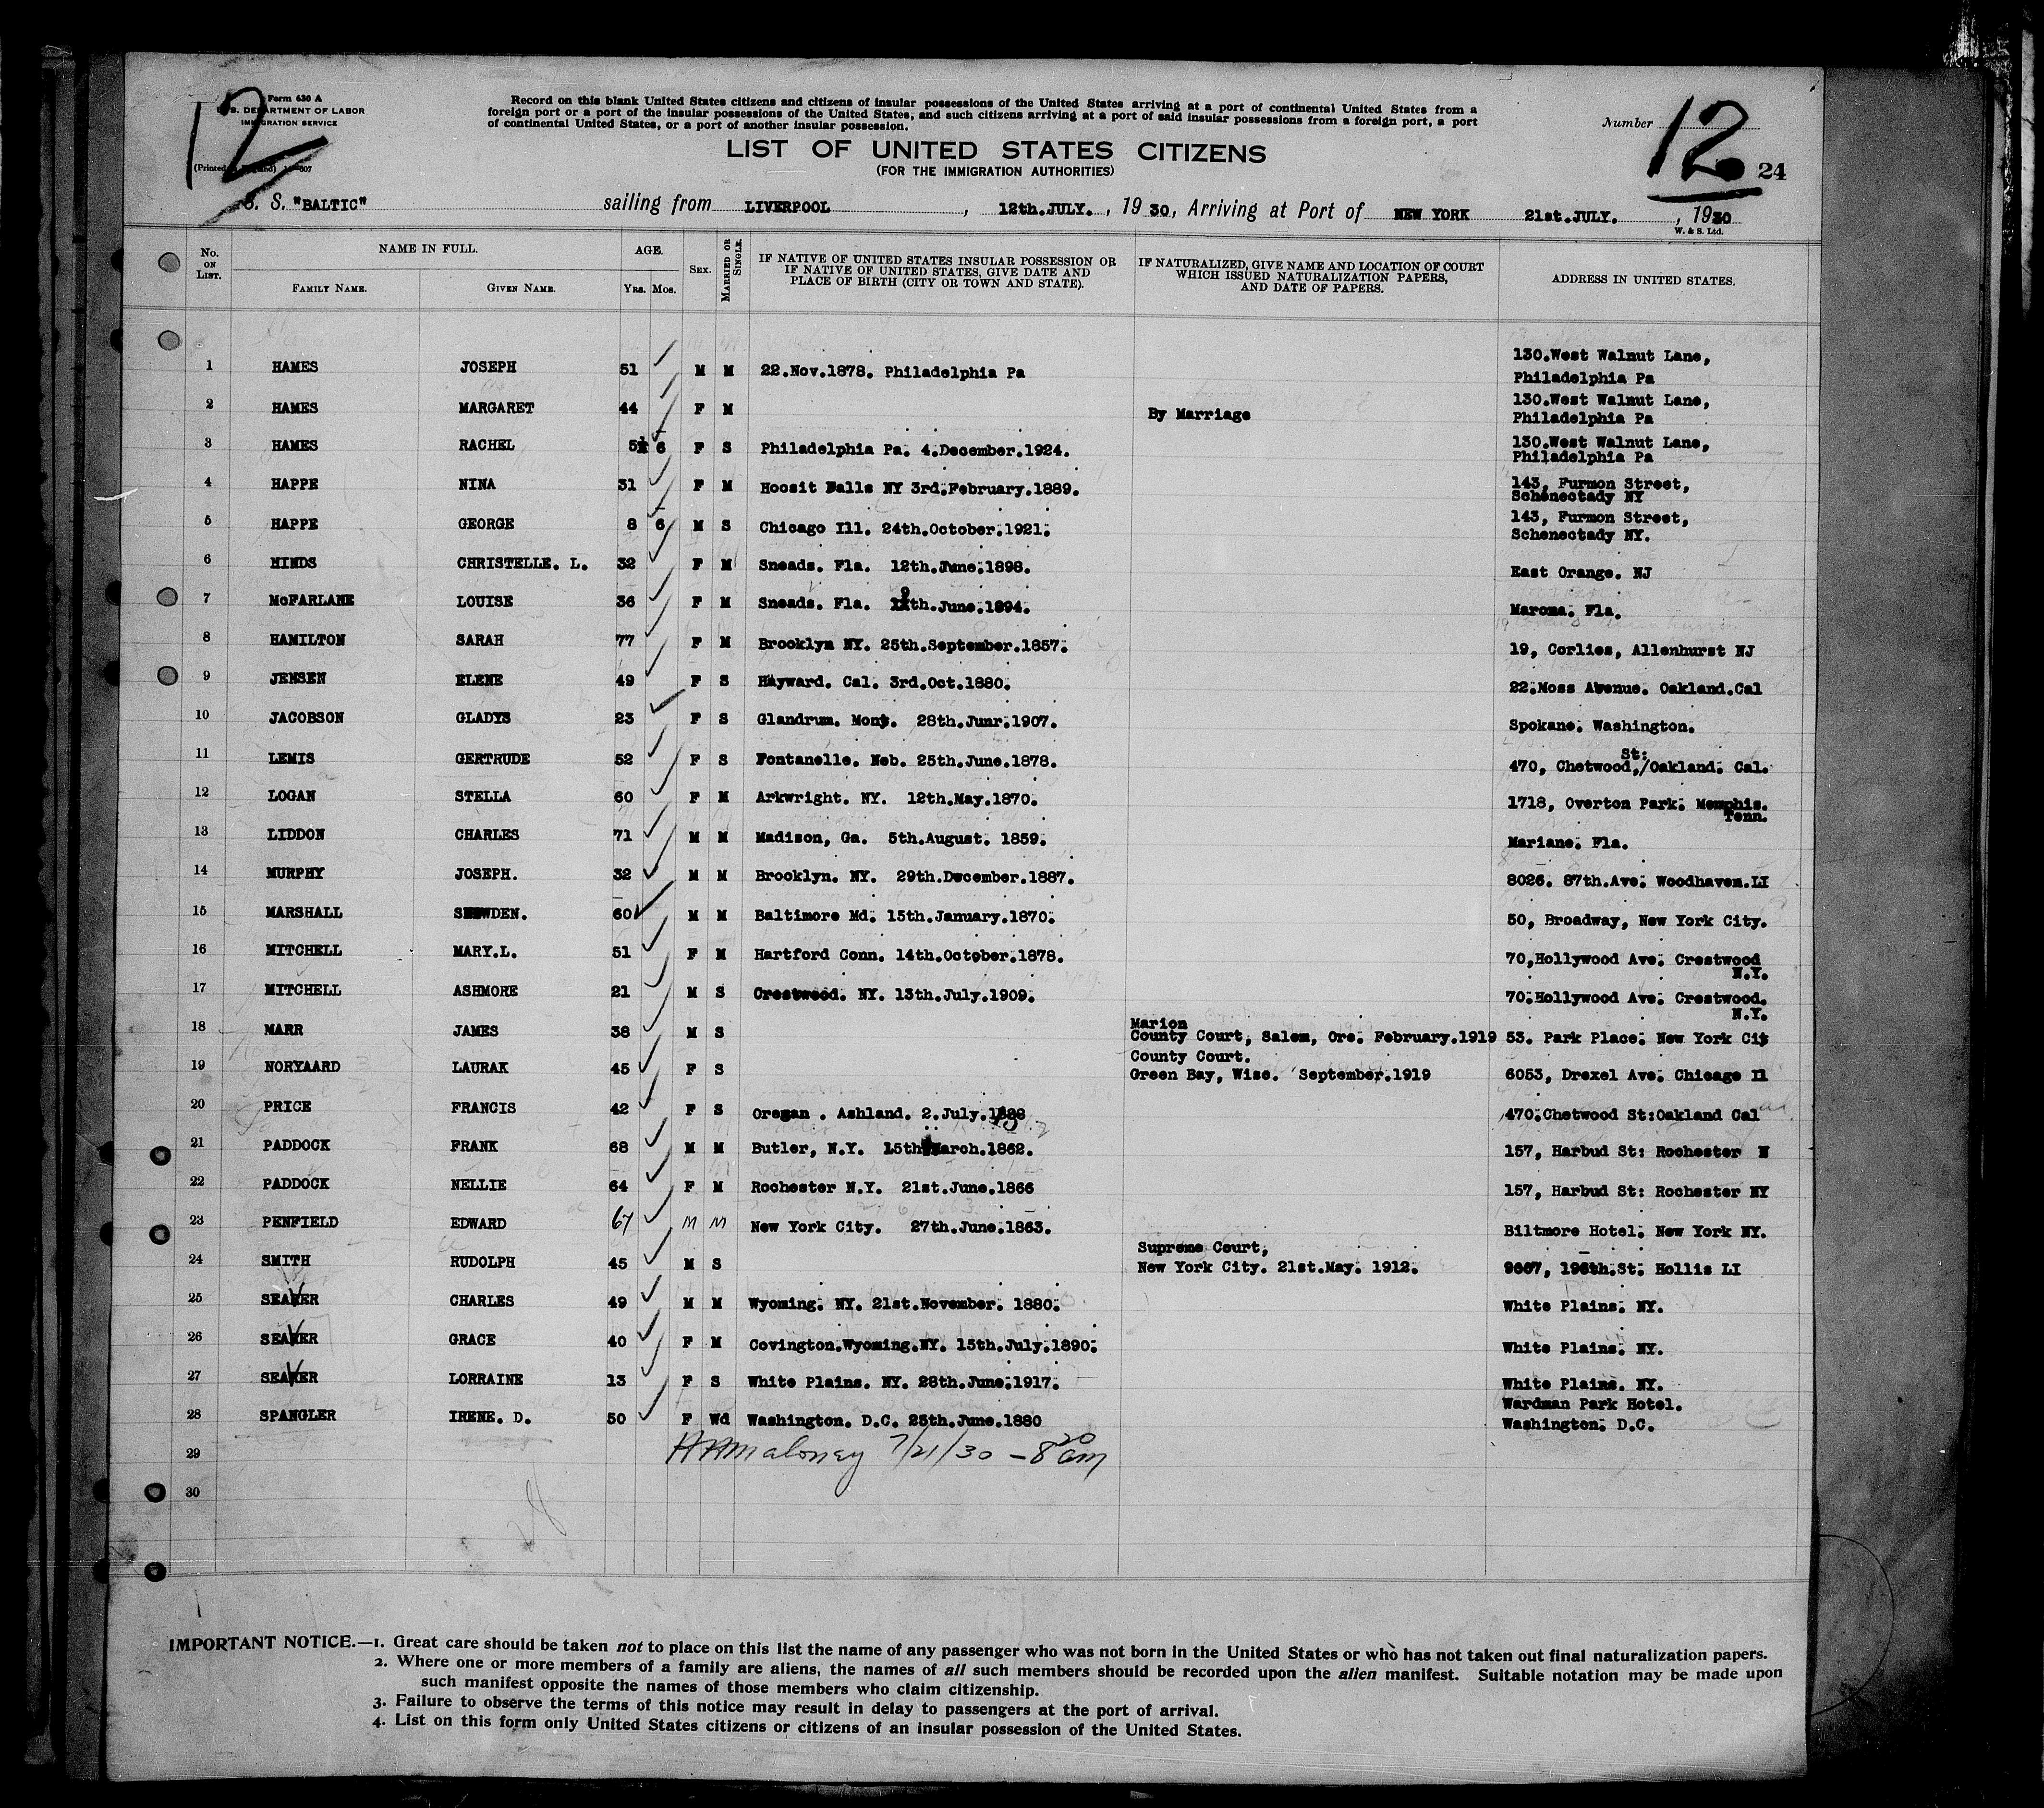 Form 630 A
U.S. DEPARTMENT OF LABOR
IMMIGRATION SERVICE
12
Record on this blank United States citizens and citizens of insular possessions of the United States arriving at a port of continental United States from a
foreign port or a port of the insular possessions of the United States, and such citizens arriving at a port of said insular possessions from a foreign port, a port
of continental United States, or a port of another insular possession.
Number 12 24
LIST OF UNITED STATES CITIZENS
(FOR THE IMMIGRATION AUTHORITIES)
S. S. "BALTIC" sailing from LIVERPOOL, 12th.JULY., 1930, Arriving at Port of NEW YORK 21st.JULY., 1930
W. & S. Ltd.
No. ON LIST. NAME IN FULL. FAMILY NAME. GIVEN NAME. AGE. Yrs. Mos. SEX. MARRIED OR SINGLE. IF NATIVE OF UNITED STATES INSULAR POSSESSION OR IF NATIVE OF UNITED STATES, GIVE DATE AND PLACE OF BIRTH (CITY OR TOWN AND STATE). IF NATURALIZED, GIVE NAME AND LOCATION OF COURT WHICH ISSUED NATURALIZATION PAPERS, AND DATE OF PAPERS. ADDRESS IN UNITED STATES.
1 HAMES JOSEPH 51 M M 22.Nov.1878. Philadelphia Pa 130.West Walnut Lane, Philadelphia Pa
2 HAMES MARGARET 44 F M By Marriage 130.West Walnut Lane, Philadelphia Pa
3 HAMES RACHEL 5 6 F S Philadelphia Pa. 4.December.1924. 130.West Walnut Lane, Philadelphia Pa
4 HAPPE NINA 31 F M Hoosit Falls NY 3rd.February.1889. 143, Furmon Street, Schenectady NY
5 HAPPE GEORGE 8 6 M S Chicago Ill. 24th.October.1921. 143, Furmon Street, Schenectady NY.
6 HINDS CHRISTELLE. L. 32 F M Sneads. Fla. 12th.June.1898. East Orange. NJ
7 McFARLANE LOUISE 36 F M Sneads. Fla. th.June.1894. Maroma. Fla.
8 HAMILTON SARAH 77 F M Brooklyn NY. 25th.September.1857. 19, Corlies, Allenhurst NJ
9 JENSEN ELENE 49 F S Hayward. Cal. 3rd.Oct.1880. 22.Moss Avenue. Oakland.Cal
10 JACOBSON GLADYS 23 F S Glandrum. Mont. 28th.Junr.1907. Spokane. Washington.
11 LEMIS GERTRUDE 52 F S Fontanelle. Neb. 25th.June.1878. 470, Chetwood, St:/Oakland. Cal.
12 LOGAN STELLA 60 F M Arkwright. NY. 12th.May.1870. 1718, Overton Park. Memphis. Tenn.
13 LIDDON CHARLES 71 M M Madison, Ga. 5th.August. 1859. Mariane. Fla.
14 MURPHY JOSEPH. 32 M M Brooklyn. NY. 29th.December.1887. 8026. 87th.Ave. Woodhaven.LI
15 MARSHALL SNOWDEN. 60 M M Baltimore Md. 15th.January.1870. 50, Broadway, New York City.
16 MITCHELL MARY.L. 51 F M Hartford Conn. 14th.October.1878. 70,Hollywood Ave. Crestwood N.Y.
17 MITCHELL ASHMORE 21 M S Crestwood. NY. 13th.July.1909. 70.Hollywood Ave. Crestwood. N.Y.
18 MARR JAMES 38 M S Marion County Court, Salem, Ore. February.1919 53. Park Place. New York Cit
19 NORYAARD LAURAK 45 F S County Court. Green Bay, Wisc. September.1919 6053, Drexel Ave. Chicago Il
20 PRICE FRANCIS 42 F S Oregan . Ashland. 2.July.1888 470.Chetwood St:Oakland Cal
21 PADDOCK FRANK 68 M M Butler, N.Y. 15th March.1862. 157, Harbud St: Rochester N
22 PADDOCK NELLIE 64 F M Rochester N.Y. 21st.June.1866 157, Harbud St: Rochester NY
23 PENFIELD EDWARD 67 M M New York City. 27th.June.1863. Biltmore Hotel. New York NY.
24 SMITH RUDOLPH 45 M S Supreme Court, New York City. 21st.May. 1912. 9667, 196th.St. Hollis LI
25 SEAVER CHARLES 49 M M Wyoming. NY. 21st.November. 1880. White Plains. NY.
26 SEAVER GRACE 40 F M Covington.Wyoming.NY. 15th.July.1890. White Plains. NY.
27 SEAVER LORRAINE 13 F S White Plains. NY. 28th.June.1917. White Plains. NY.
28 SPANGLER IRENE. D. 50 F Wd Washington. D.C. 25th.June.1880 Wardman Park Hotel. Washington. D.C.
29 Maloney 7/21/30 - 8 20 am
30
IMPORTANT NOTICE.—1. Great care should be taken not to place on this list the name of any passenger who was not born in the United States or who has not taken out final naturalization papers.
2. Where one or more members of a family are aliens, the names of all such members should be recorded upon the alien manifest. Suitable notation may be made upon
such manifest opposite the names of those members who claim citizenship.
3. Failure to observe the terms of this notice may result in delay to passengers at the port of arrival.
4. List on this form only United States citizens or citizens of an insular possession of the United States.